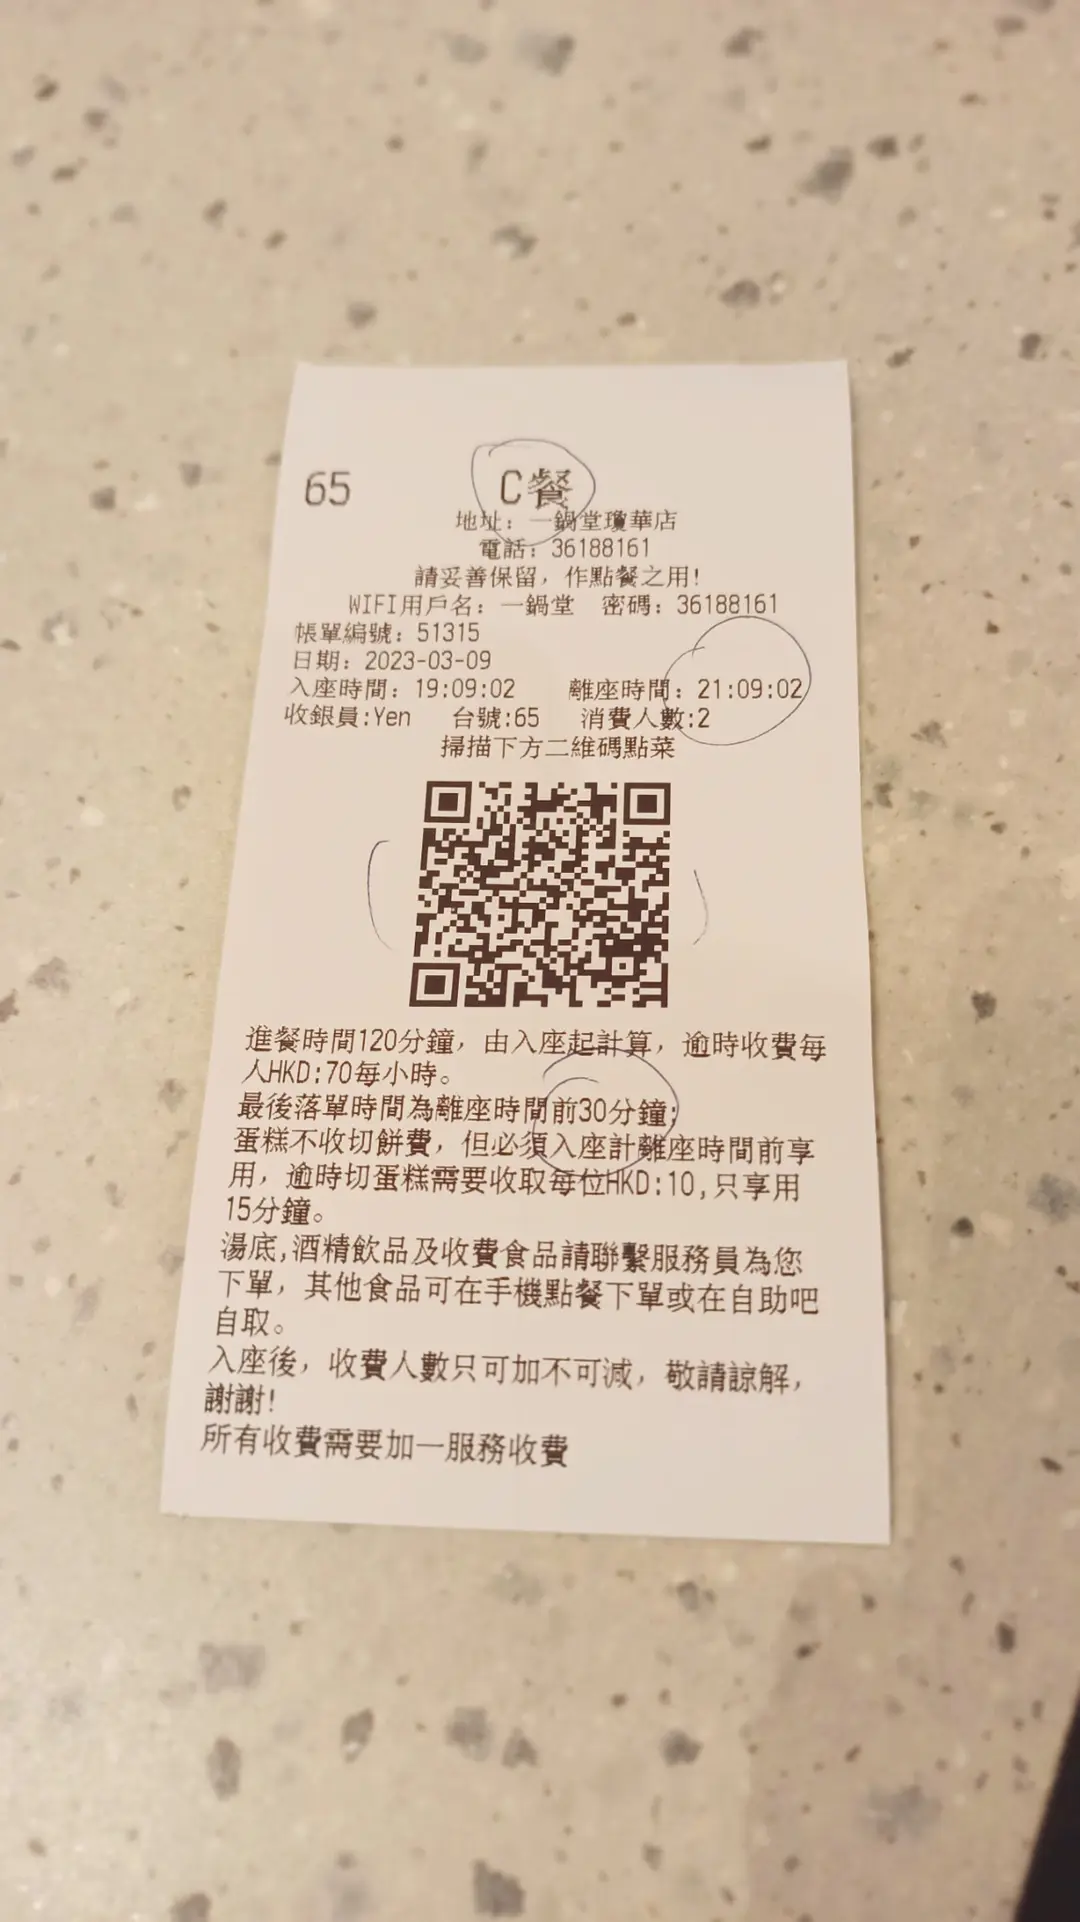 65 C餐
地址：一鍋堂瓊華店
電話：36188161
請妥善保留，作點餐之用!
WIFI用戶名：一鍋堂 密碼：36188161
帳單編號：51315
日期：2023-03-09
入座時間：19:09:02 離座時間：21:09:02
收銀員:Yen 台號:65 消費人數:2
掃描下方二維碼點菜
進餐時間120分鐘，由入座起計算，逾時收費每
人HKD:70每小時。
最後落單時間為離座時間前30分鐘;
蛋糕不收切餅費，但必須入座計離座時間前享
用，逾時切蛋糕需要收取每位HKD:10,只享用
15分鐘。
湯底,酒精飲品及收費食品請聯繫服務員為您
下單，其他食品可在手機點餐下單或在自助吧
自取。
入座後，收費人數只可加不可減，敬請諒解，
謝謝!
所有收費需要加一服務收費